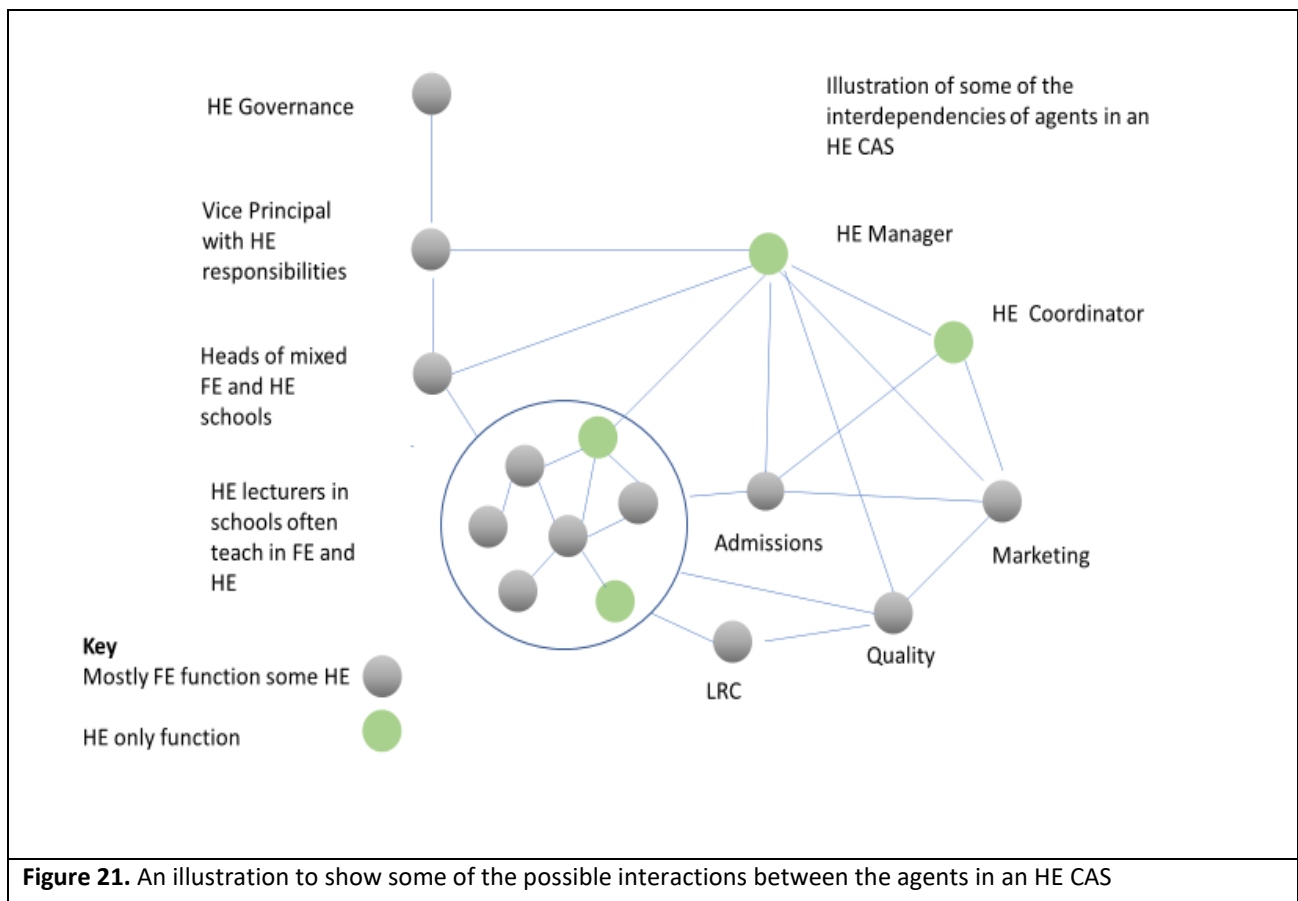 HE Governance
Illustration of some of the
interdependencies of agents in an
HE CAS
Vice Principal
with HE
responsibilities
HE Manager
HE Coordinator
Heads of mixed
FE and HE
schools
HE lecturers in
schools often
teach in FE and
HE
Admissions
Marketing
Quality
LRC
Key
Mostly FE function some HE
HE only function
Figure 21. An illustration to show some of the possible interactions between the agents in an HE CAS